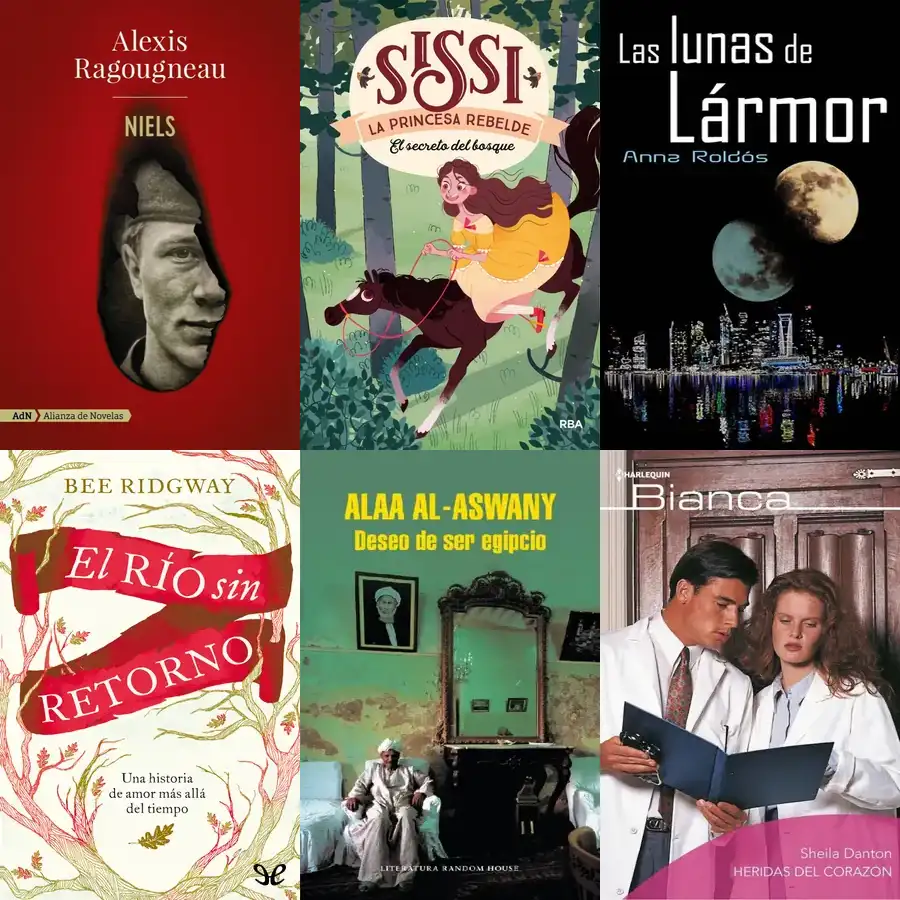 Alexis
Ragougneau
NIELS
AdN
Alianza de Novelas
SISSI
LA PRINCESA REBELDE
El secreto del bosque
RBA
Las lunas de
Lármor
Anna Roldós
BEE RIDGWAY
El RÍO sin
RETORNO
Una historia
de amor más allá
del tiempo
ALAA AL-ASWANY
Deseo de ser egipcio
LITERATURA RANDOM HOUSE
HARLEQUIN
Bianca
Sheila Danton
HERIDAS DEL CORAZON